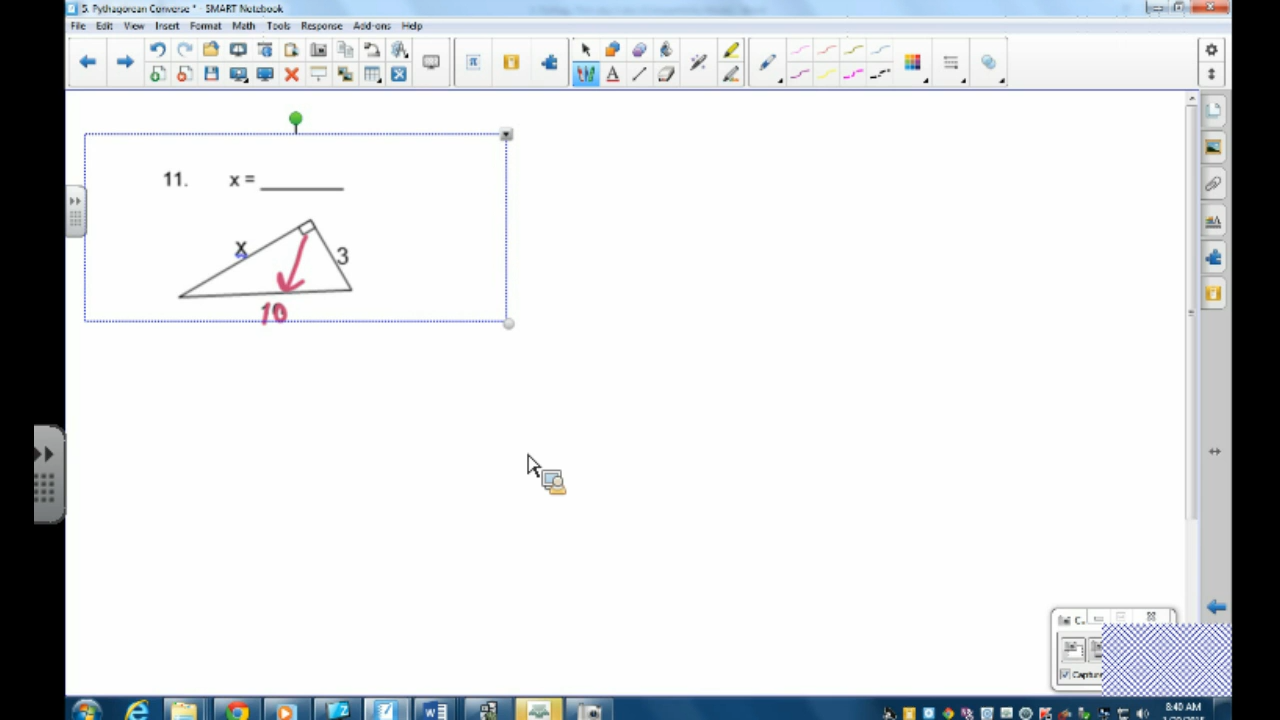 5. Pythagorean Converse * - SMART Notebook
File Edit View Insert Format Math Tools Response Add-ons Help
11. x =
x
3
10
C..
Capture
8:40 AM